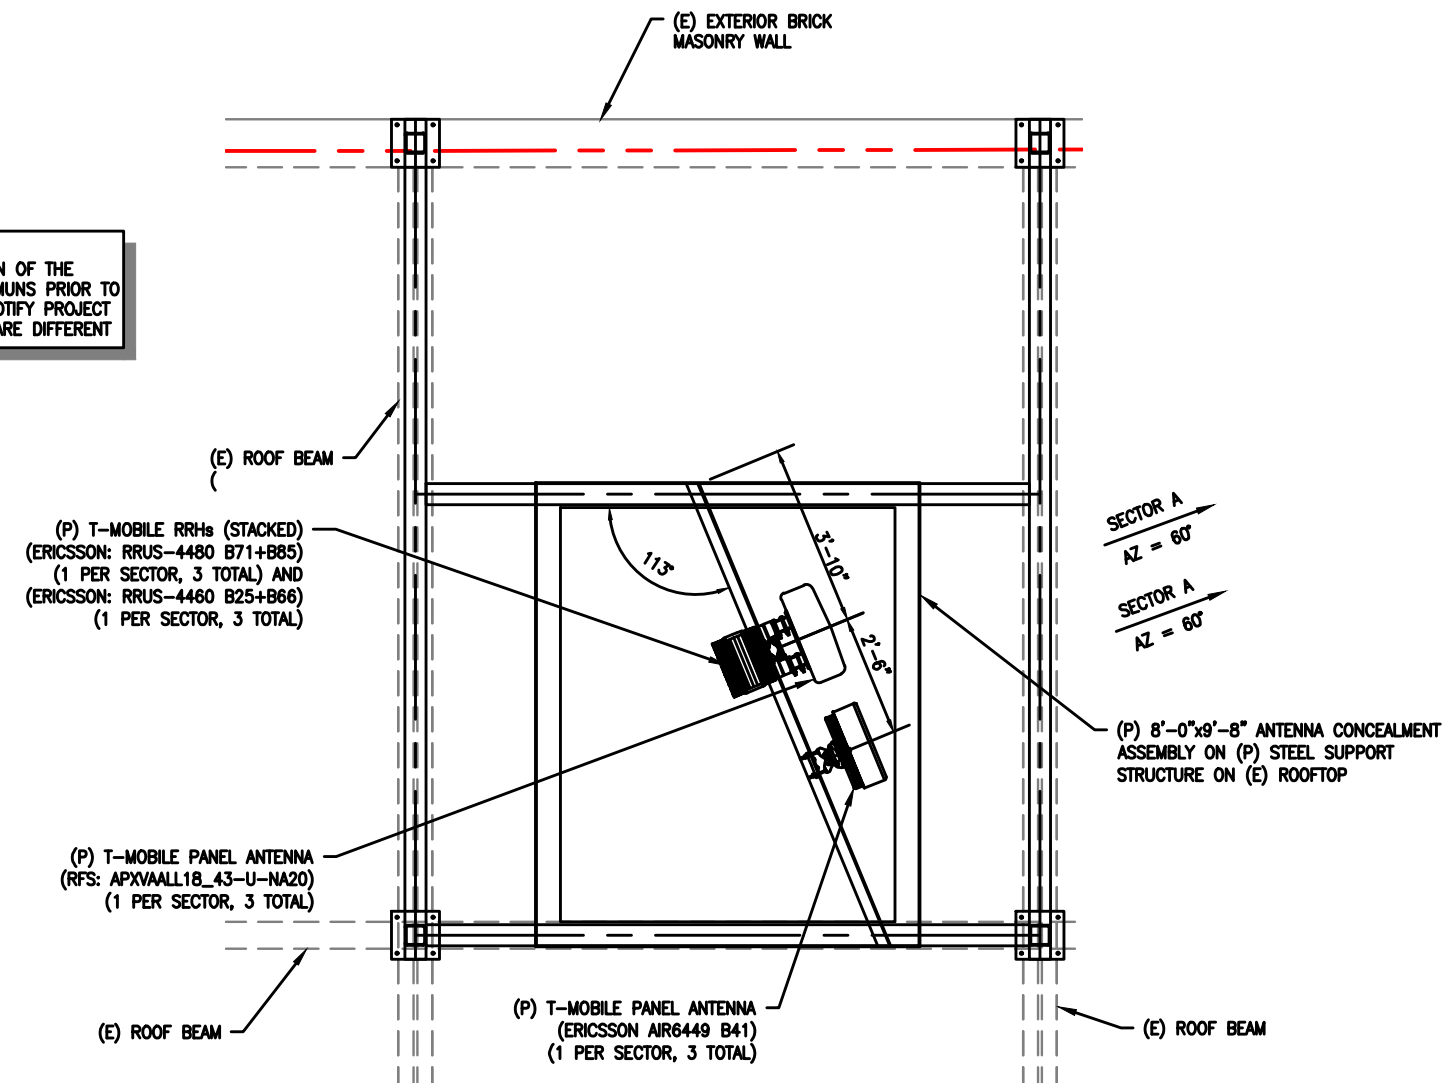 (E) EXTERIOR BRICK
MASONRY WALL
N OF THE
MUNS PRIOR TO
OTIFY PROJECT
ARE DIFFERENT
(E) ROOF BEAM
(
(P) T-MOBILE RRHs (STACKED)
(ERICSSON: RRUS-4480 B71+B85)
(1 PER SECTOR, 3 TOTAL) AND
(ERICSSON: RRUS-4460 B25+B66)
(1 PER SECTOR, 3 TOTAL)
113°
3'-10"
2'-6"
SECTOR A
AZ = 60°
SECTOR A
AZ = 60°
(P) 8'-0"x9'-8" ANTENNA CONCEALMENT
ASSEMBLY ON (P) STEEL SUPPORT
STRUCTURE ON (E) ROOFTOP
(P) T-MOBILE PANEL ANTENNA
(RFS: APXVAALL18_43-U-NA20)
(1 PER SECTOR, 3 TOTAL)
(P) T-MOBILE PANEL ANTENNA
(ERICSSON AIR6449 B41)
(1 PER SECTOR, 3 TOTAL)
(E) ROOF BEAM
(E) ROOF BEAM